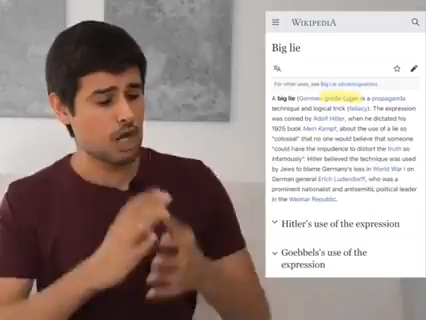 WIKIPEDIA
Big lie
For other uses, see Big Lie (disambiguation).
A big lie (German: große Lüge) is a propaganda
technique and logical trick (fallacy). The expression
was coined by Adolf Hitler, when he dictated his
1925 book Mein Kampf, about the use of a lie so
"colossal" that no one would believe that someone
"could have the impudence to distort the truth so
infamously". Hitler believed the technique was used
by Jews to blame Germany's loss in World War I on
German general Erich Ludendorff, who was a
prominent nationalist and antisemitic political leader
in the Weimar Republic.
Hitler's use of the expression
Goebbels's use of the
expression